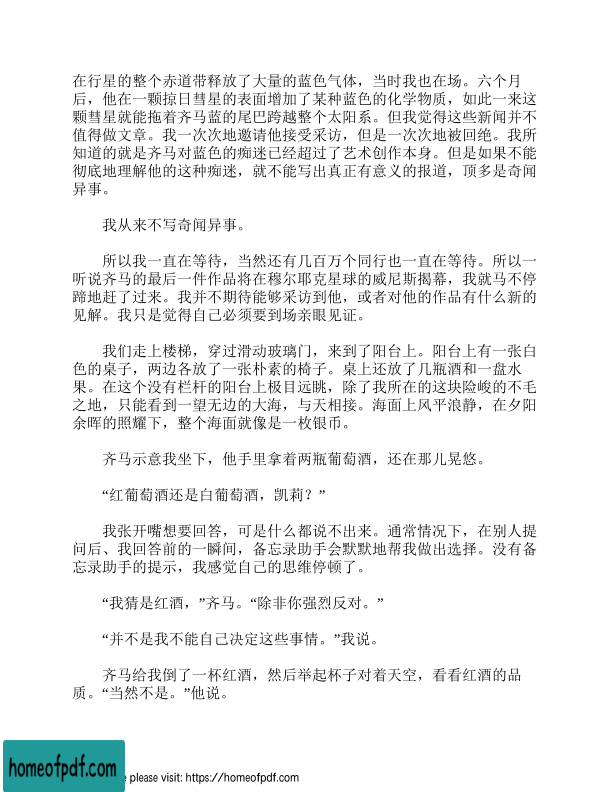 在行星的整个赤道带释放了大量的蓝色气体，当时我也在场。六个月
后，他在一颗掠日彗星的表面增加了某种蓝色的化学物质，如此一来这
颗彗星就能拖着齐马蓝的尾巴跨越整个太阳系。但我觉得这些新闻并不
值得做文章。我一次次地邀请他接受采访，但是一次次地被回绝。我所
知道的就是齐马对蓝色的痴迷已经超过了艺术创作本身。但是如果不能
彻底地理解他的这种痴迷，就不能写出真正有意义的报道，顶多是奇闻
异事。
我从来不写奇闻异事。
所以我一直在等待，当然还有几百万个同行也一直在等待。所以一
听说齐马的最后一件作品将在穆尔耶克星球的威尼斯揭幕，我就马不停
蹄地赶了过来。我并不期待能够采访到他，或者对他的作品有什么新的
见解。我只是觉得自己必须要到场亲眼见证。
我们走上楼梯，穿过滑动玻璃门，来到了阳台上。阳台上有一张白
色的桌子，两边各放了一张朴素的椅子。桌上还放了几瓶酒和一盘水
果。在这个没有栏杆的阳台上极目远眺，除了我所在的这块险峻的不毛
之地，只能看到一望无边的大海，与天相接。海面上风平浪静，在夕阳
余晖的照耀下，整个海面就像是一枚银币。
齐马示意我坐下，他手里拿着两瓶葡萄酒，还在那儿晃悠。
“红葡萄酒还是白葡萄酒，凯莉？”
我张开嘴想要回答，可是什么都说不出来。通常情况下，在别人提
问后、我回答前的一瞬间，备忘录助手会默默地帮我做出选择。没有备
忘录助手的提示，我感觉自己的思维停顿了。
“我猜是红酒，”齐马。“除非你强烈反对。”
“并不是我不能自己决定这些事情。”我说。
齐马给我倒了一杯红酒，然后举起杯子对着天空，看看红酒的品
质。“当然不是。”他说。
homeofpdf.com
e please visit: https://homeofpdf.com